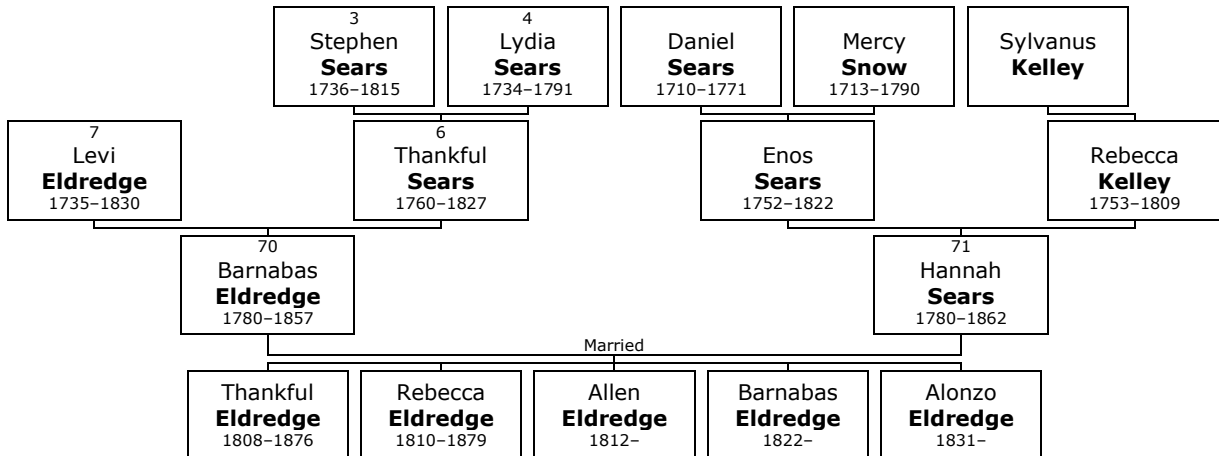 3
Stephen
Sears
1736–1815
4
Lydia
Sears
1734–1791
Daniel
Sears
1710–1771
Mercy
Snow
1713–1790
Sylvanus
Kelley
7
Levi
Eldredge
1735–1830
6
Thankful
Sears
1760–1827
Enos
Sears
1752–1822
Rebecca
Kelley
1753–1809
70
Barnabas
Eldredge
1780–1857
71
Hannah
Sears
1780–1862
Married
Thankful
Eldredge
1808–1876
Rebecca
Eldredge
1810–1879
Allen
Eldredge
1812–
Barnabas
Eldredge
1822–
Alonzo
Eldredge
1831–